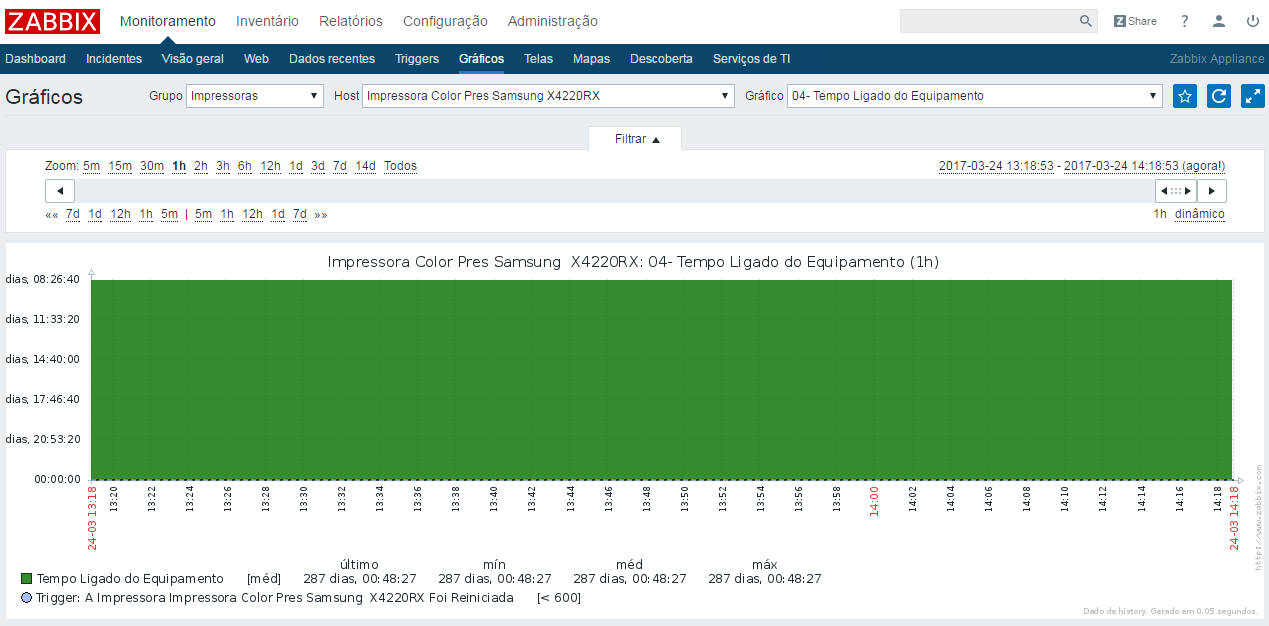 ZABBIX Monitoramento Inventário Relatórios Configuração Administração Z Share ?
Dashboard Incidentes Visão geral Web Dados recentes Triggers Gráficos Telas Mapas Descoberta Serviços de TI Zabbix Appliance
Gráficos Grupo Impressoras Host Impressora Color Pres Samsung X4220RX Gráfico 04- Tempo Ligado do Equipamento
Filtrar
Zoom: 5m 15m 30m 1h 2h 3h 6h 12h 1d 3d 7d 14d Todos 2017-03-24 13:18:53 - 2017-03-24 14:18:53 (agora!)
«« 7d 1d 12h 1h 5m | 5m 1h 12h 1d 7d »» 1h dinâmico
Impressora Color Pres Samsung X4220RX: 04- Tempo Ligado do Equipamento (1h)
dias, 08:26:40
dias, 11:33:20
dias, 14:40:00
dias, 17:46:40
dias, 20:53:20
00:00:00
24-03 13:18 13:20 13:22 13:24 13:26 13:28 13:30 13:32 13:34 13:36 13:38 13:40 13:42 13:44 13:46 13:48 13:50 13:52 13:54 13:56 13:58 14:00 14:02 14:04 14:06 14:08 14:10 14:12 14:14 14:16 14:18 24-03 14:18
http://www.zabbix.com
último mín méd máx
Tempo Ligado do Equipamento [méd] 287 dias, 00:48:27 287 dias, 00:48:27 287 dias, 00:48:27 287 dias, 00:48:27
Trigger: A Impressora Impressora Color Pres Samsung X4220RX Foi Reiniciada [< 600]
Dado de history. Gerado em 0.05 segundos.